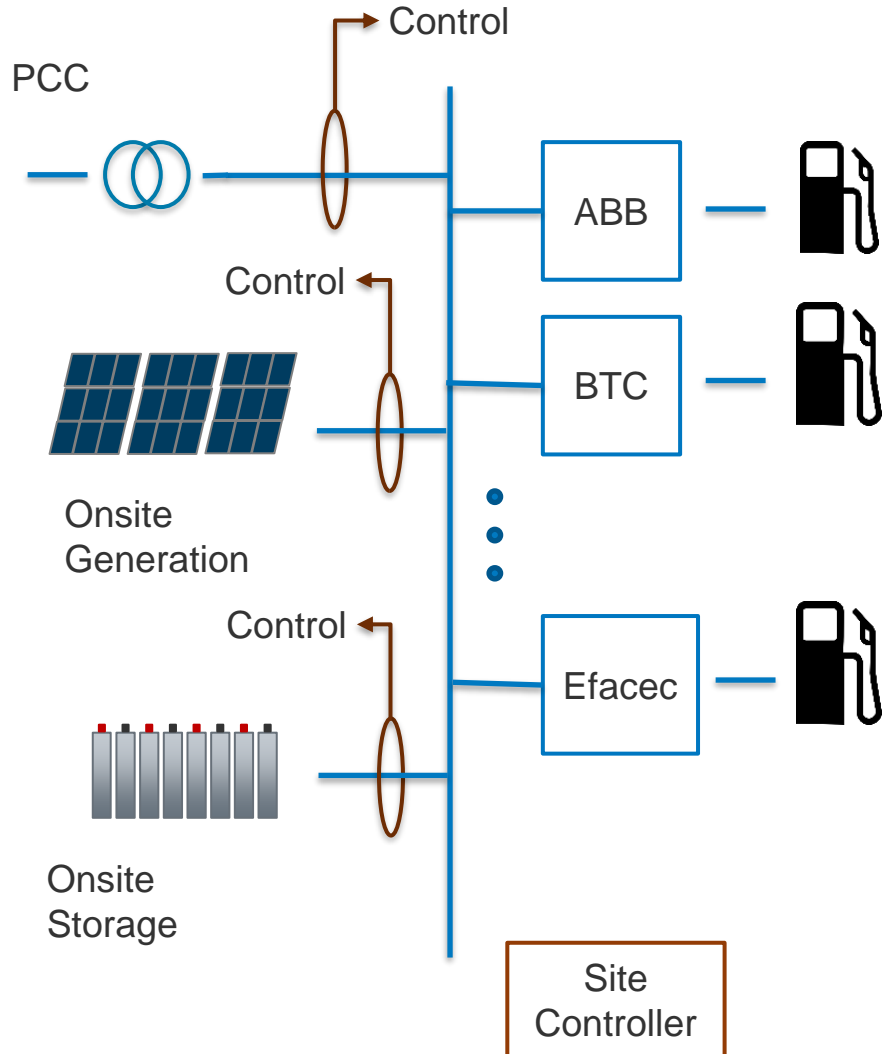 Control
PCC
ABB
Control
BTC
Onsite
Generation
Control
Efacec
Onsite
Storage
Site
Controller